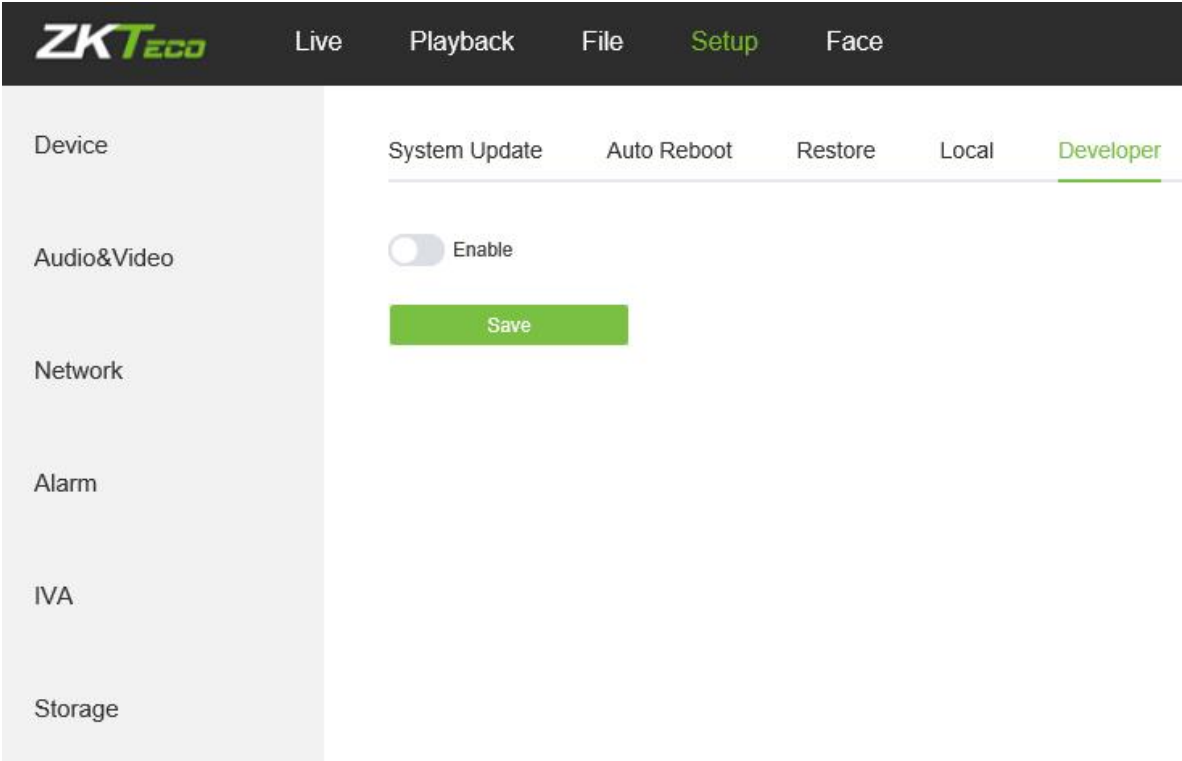 ZKTECO Live Playback File Setup Face
Device
System Update Auto Reboot Restore Local Developer
Audio&Video
Enable
Save
Network
Alarm
IVA
Storage